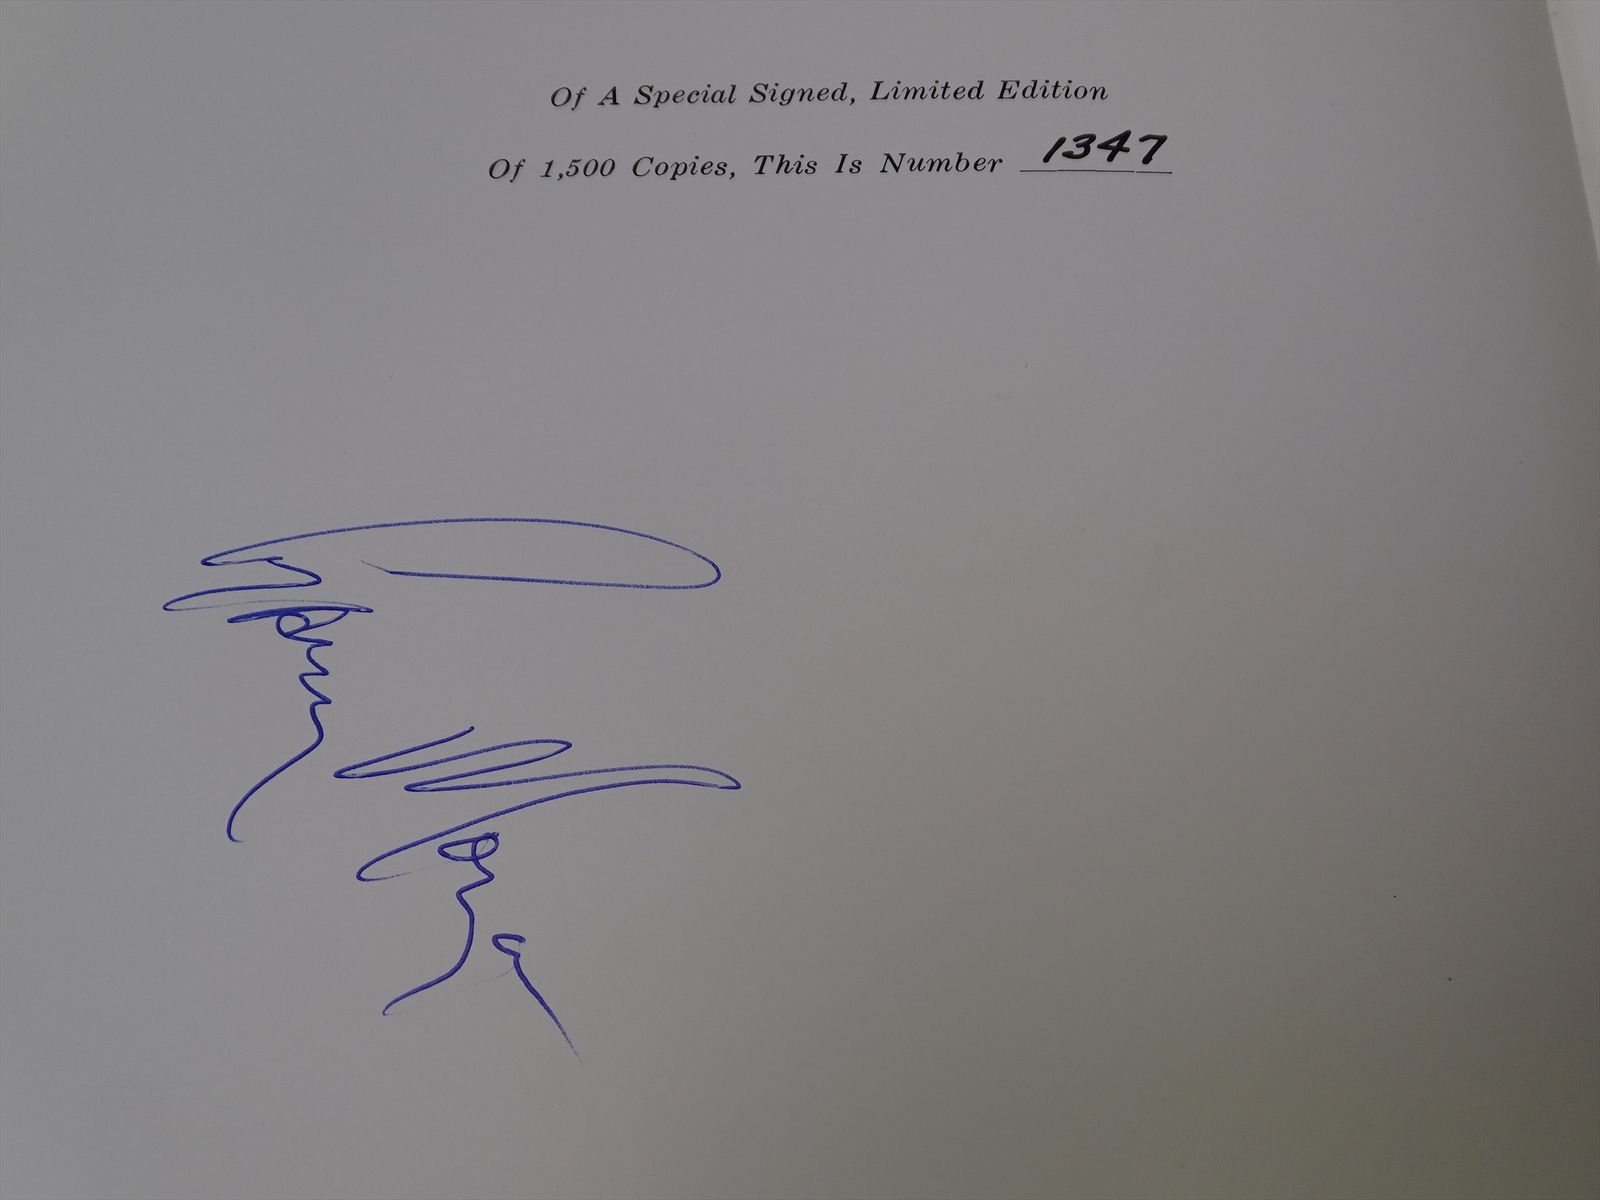 Of A Special Signed, Limited Edition
Of 1,500 Copies, This Is Number 1347